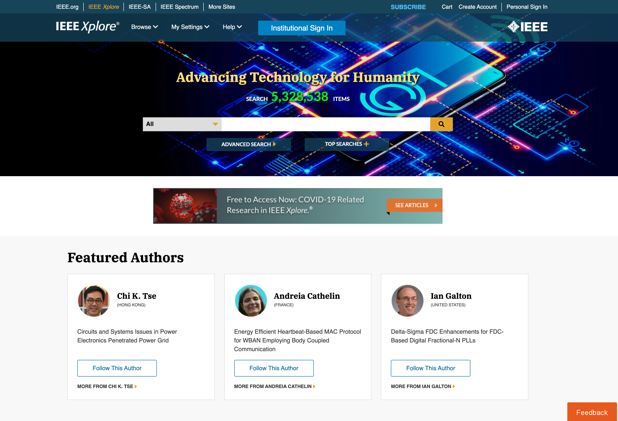 IEEE.org IEEE Xplore IEEE-SA IEEE Spectrum More Sites SUBSCRIBE Cart Create Account Personal Sign In
IEEE Xplore® Browse My Settings Help Institutional Sign In IEEE
Advancing Technology for Humanity
SEARCH 5,328,538 ITEMS
All
ADVANCED SEARCH TOP SEARCHES
Free to Access Now: COVID-19 Related
Research in IEEE Xplore.®
SEE ARTICLES
Featured Authors
Chi K. Tse
(HONG KONG)
Circuits and Systems Issues in Power
Electronics Penetrated Power Grid
Follow This Author
MORE FROM CHI K. TSE
Andreia Cathelin
(FRANCE)
Energy Efficient Heartbeat-Based MAC Protocol
for WBAN Employing Body Coupled
Communication
Follow This Author
MORE FROM ANDREIA CATHELIN
Ian Galton
(UNITED STATES)
Delta-Sigma FDC Enhancements for FDC-
Based Digital Fractional-N PLLs
Follow This Author
MORE FROM IAN GALTON
Feedback